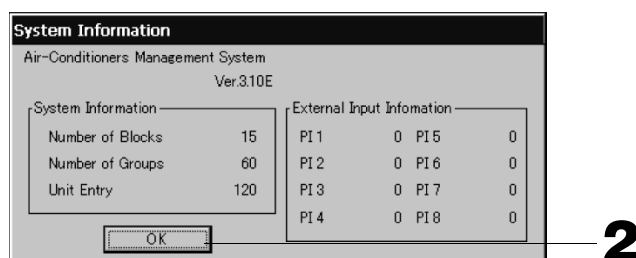 System Information
Air-Conditioners Management System
Ver.3.10E
System Information
Number of Blocks 15
Number of Groups 60
Unit Entry 120
External Input Infomation
PI 1 0 PI 5 0
PI 2 0 PI 6 0
PI 3 0 PI 7 0
PI 4 0 PI 8 0
OK
2